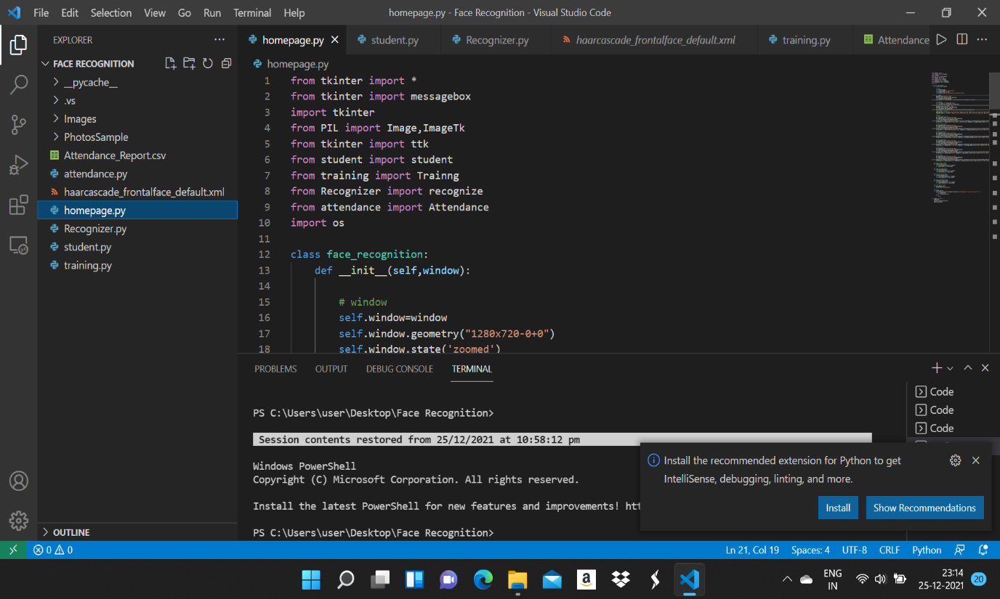 File Edit Selection View Go Run Terminal Help
homepage.py - Face Recognition - Visual Studio Code
EXPLORER
FACE RECOGNITION
__pycache__
.vs
Images
PhotosSample
Attendance_Report.csv
attendance.py
haarcascade_frontalface_default.xml
homepage.py
Recognizer.py
student.py
training.py
OUTLINE
homepage.py student.py Recognizer.py haarcascade_frontalface_default.xml training.py Attendance
homepage.py
1 from tkinter import *
2 from tkinter import messagebox
3 import tkinter
4 from PIL import Image,ImageTk
5 from tkinter import ttk
6 from student import student
7 from training import Trainng
8 from Recognizer import recognize
9 from attendance import Attendance
10 import os
11
12 class face_recognition:
13 def __init__(self,window):
14
15 # window
16 self.window=window
17 self.window.geometry("1280x720-0+0")
18 self.window.state('zoomed')
PROBLEMS OUTPUT DEBUG CONSOLE TERMINAL
PS C:\Users\user\Desktop\Face Recognition>
Session contents restored from 25/12/2021 at 10:58:12 pm
Windows PowerShell
Copyright (C) Microsoft Corporation. All rights reserved.
Install the latest PowerShell for new features and improvements! htt
PS C:\Users\user\Desktop\Face Recognition>
Code
Code
Code
Install the recommended extension for Python to get
IntelliSense, debugging, linting, and more.
Install Show Recommendations
0 0
Ln 21, Col 19 Spaces: 4 UTF-8 CRLF Python
a
ENG
IN
23:14
25-12-2021
20